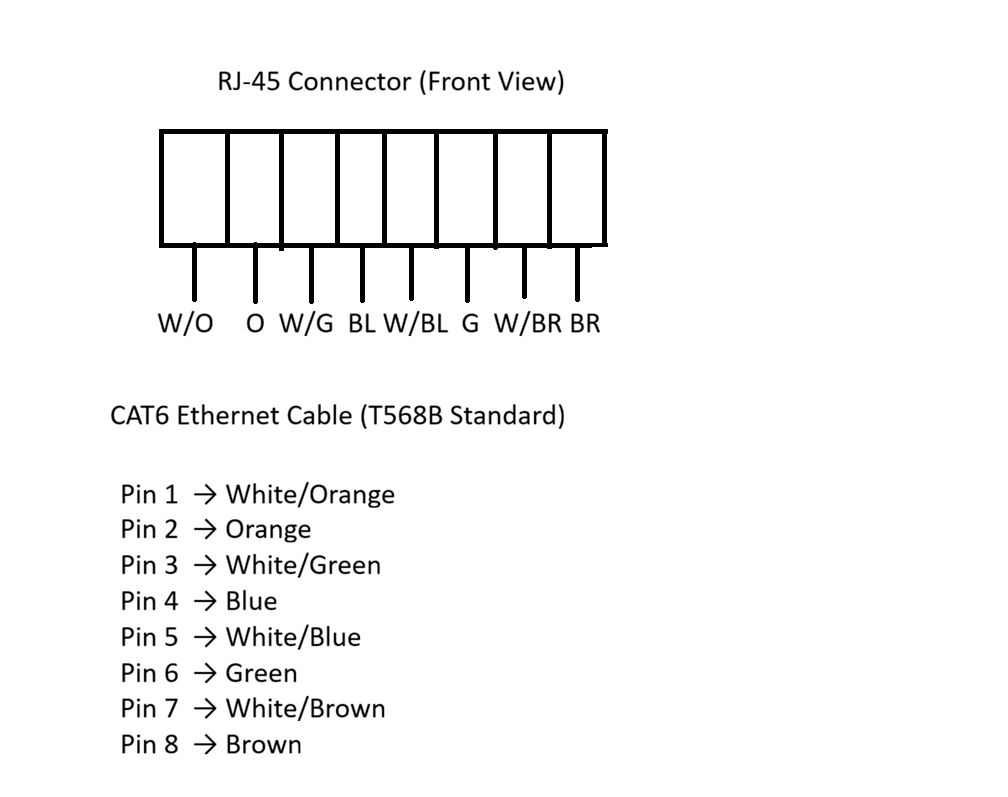 RJ-45 Connector (Front View)
W/O O W/G BL W/BL G W/BR BR
CAT6 Ethernet Cable (T568B Standard)
Pin 1 → White/Orange
Pin 2 → Orange
Pin 3 → White/Green
Pin 4 → Blue
Pin 5 → White/Blue
Pin 6 → Green
Pin 7 → White/Brown
Pin 8 → Brown